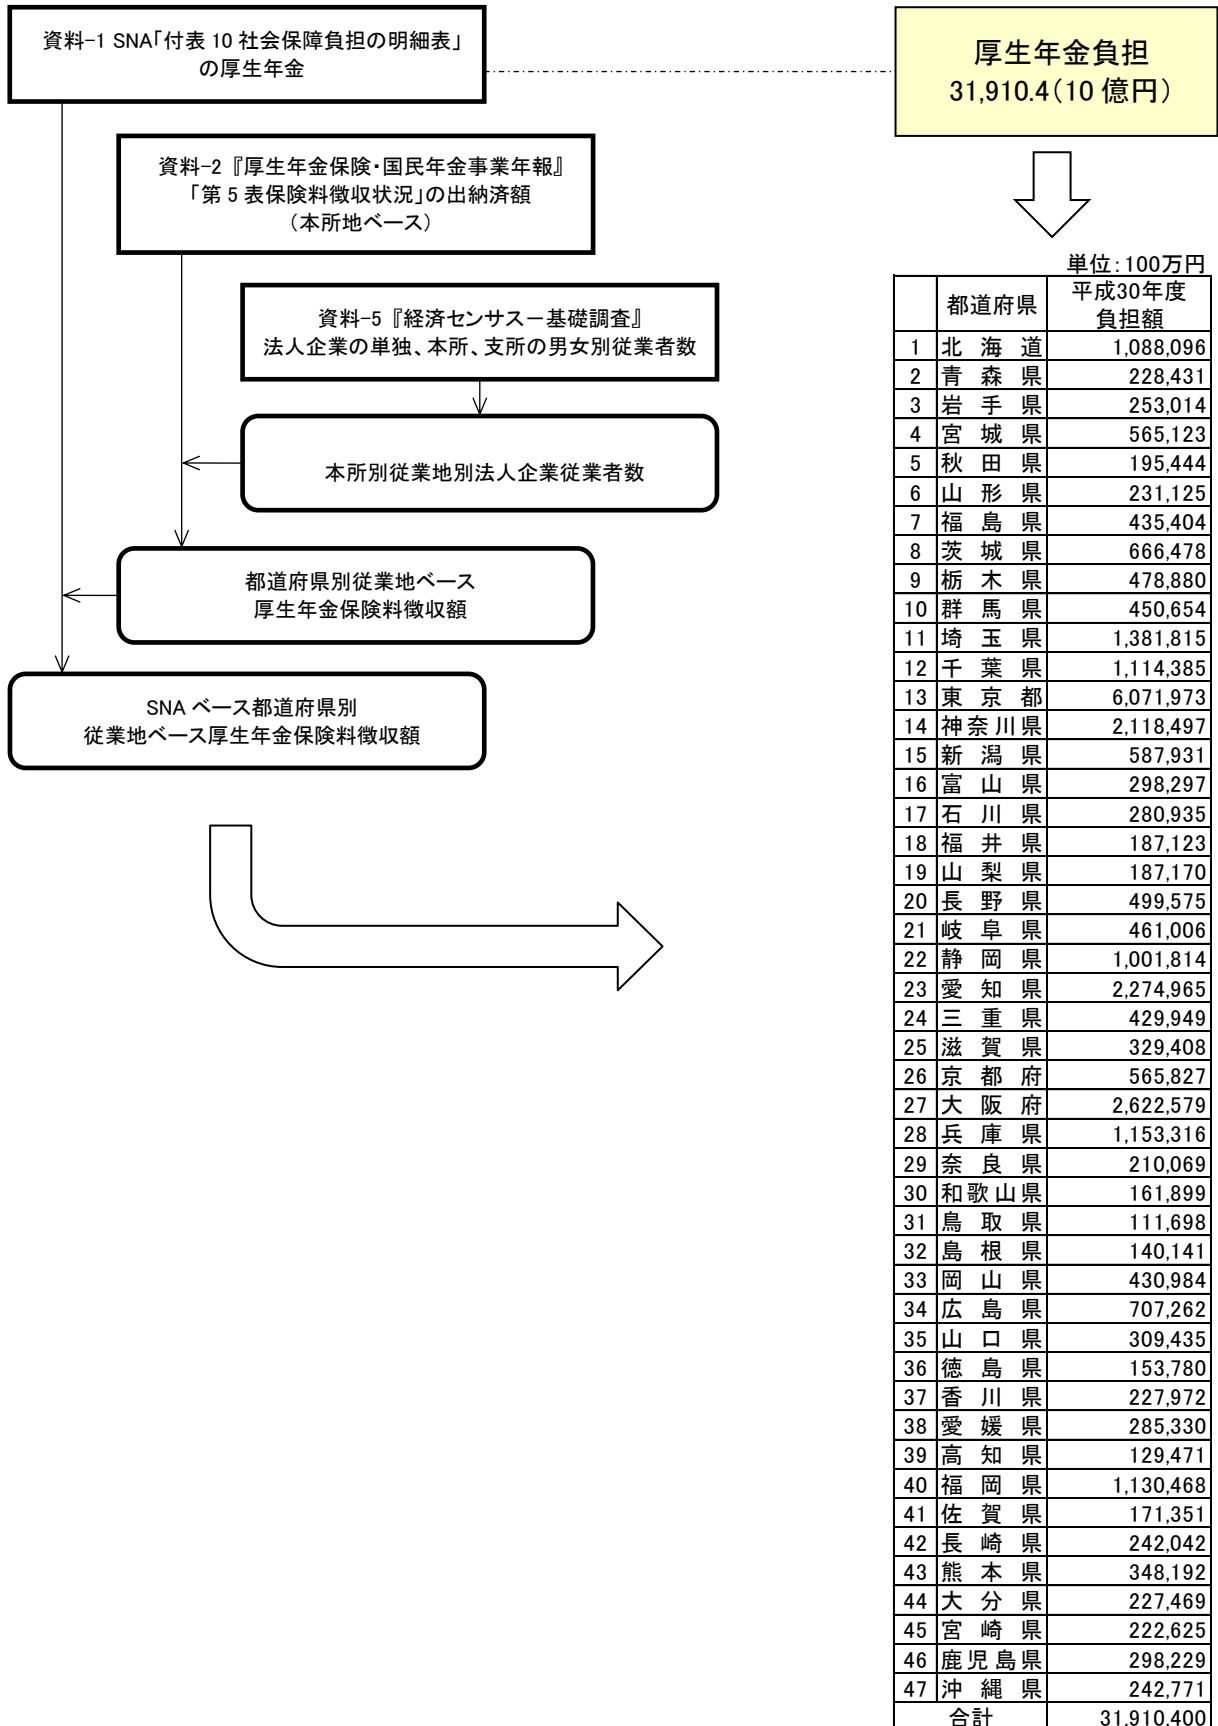 資料-1 SNA「付表 10 社会保障負担の明細表」
の厚生年金
厚生年金負担
31,910.4(10 億円)
資料-2 『厚生年金保険・国民年金事業年報』
「第 5 表保険料徴収状況」の出納済額
(本所地ベース)
資料-5 『経済センサス－基礎調査』
法人企業の単独、本所、支所の男女別従業者数
本所別従業地別法人企業従業者数
都道府県別従業地ベース
厚生年金保険料徴収額
SNA ベース都道府県別
従業地ベース厚生年金保険料徴収額
単位：100万円
都道府県 平成30年度
負担額
1 北海道 1,088,096
2 青森県 228,431
3 岩手県 253,014
4 宮城県 565,123
5 秋田県 195,444
6 山形県 231,125
7 福島県 435,404
8 茨城県 666,478
9 栃木県 478,880
10 群馬県 450,654
11 埼玉県 1,381,815
12 千葉県 1,114,385
13 東京都 6,071,973
14 神奈川県 2,118,497
15 新潟県 587,931
16 富山県 298,297
17 石川県 280,935
18 福井県 187,123
19 山梨県 187,170
20 長野県 499,575
21 岐阜県 461,006
22 静岡県 1,001,814
23 愛知県 2,274,965
24 三重県 429,949
25 滋賀県 329,408
26 京都府 565,827
27 大阪府 2,622,579
28 兵庫県 1,153,316
29 奈良県 210,069
30 和歌山県 161,899
31 鳥取県 111,698
32 島根県 140,141
33 岡山県 430,984
34 広島県 707,262
35 山口県 309,435
36 徳島県 153,780
37 香川県 227,972
38 愛媛県 285,330
39 高知県 129,471
40 福岡県 1,130,468
41 佐賀県 171,351
42 長崎県 242,042
43 熊本県 348,192
44 大分県 227,469
45 宮崎県 222,625
46 鹿児島県 298,229
47 沖縄県 242,771
合計 31,910,400